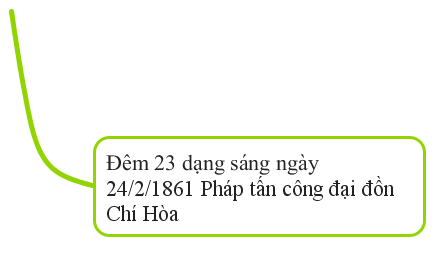 Đêm 23 dạng sáng ngày
24/2/1861 Pháp tấn công đại đồn
Chí Hòa